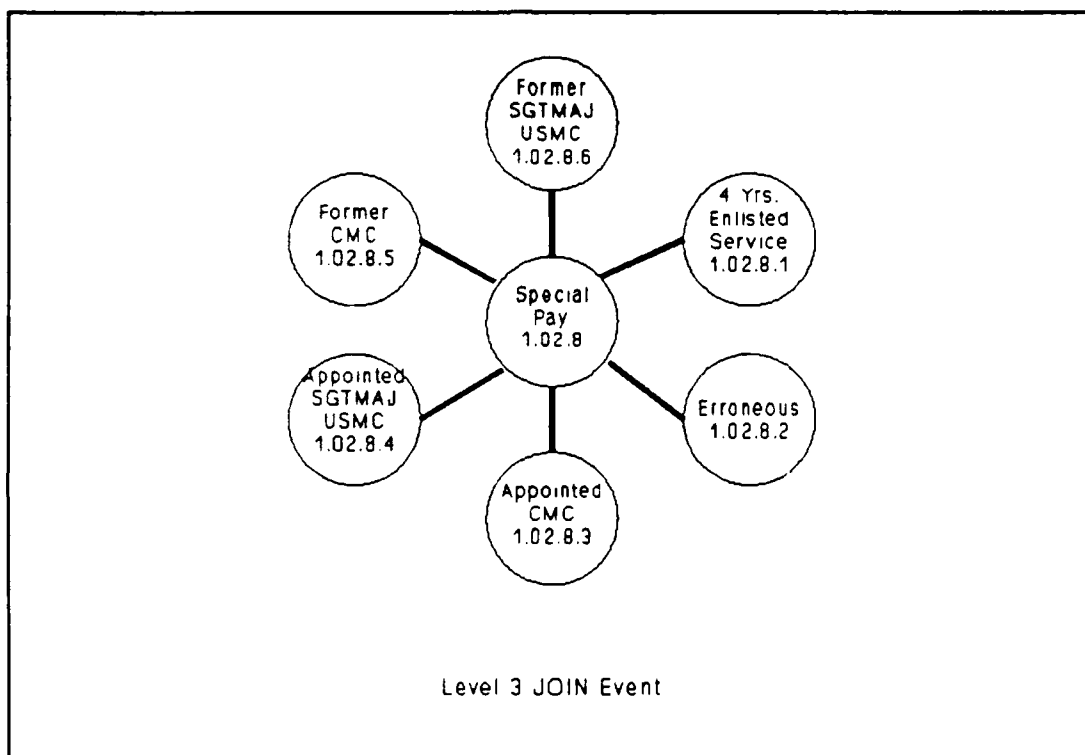 Former
SGTMAJ
USMC
1.02.8.6
4 Yrs.
Enlisted
Service
1.02.8.1
Former
CMC
1.02.8.5
Special
Pay
1.02.8
Appointed
SGTMAJ
USMC
1.02.8.4
Erroneous
1.02.8.2
Appointed
CMC
1.02.8.3
Level 3 JOIN Event